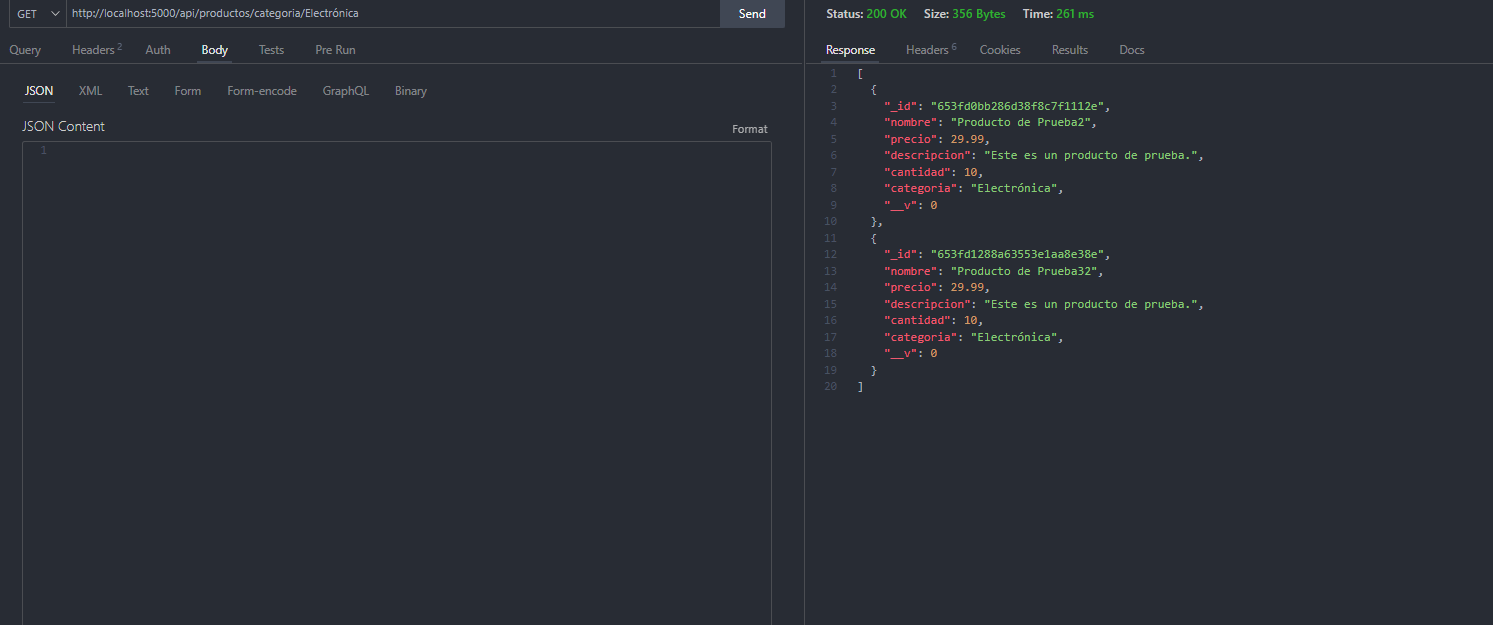 GET http://localhost:5000/api/productos/categoria/Electrónica Send
Query Headers 2 Auth Body Tests Pre Run
JSON XML Text Form Form-encode GraphQL Binary
JSON Content
Format
1
Status: 200 OK Size: 356 Bytes Time: 261 ms
Response Headers 6 Cookies Results Docs
1 [
2 {
3 "_id": "653fd0bb286d38f8c7f1112e",
4 "nombre": "Producto de Prueba2",
5 "precio": 29.99,
6 "descripcion": "Este es un producto de prueba.",
7 "cantidad": 10,
8 "categoria": "Electrónica",
9 "__v": 0
10 },
11 {
12 "_id": "653fd1288a63553e1aa8e38e",
13 "nombre": "Producto de Prueba32",
14 "precio": 29.99,
15 "descripcion": "Este es un producto de prueba.",
16 "cantidad": 10,
17 "categoria": "Electrónica",
18 "__v": 0
19 }
20 ]